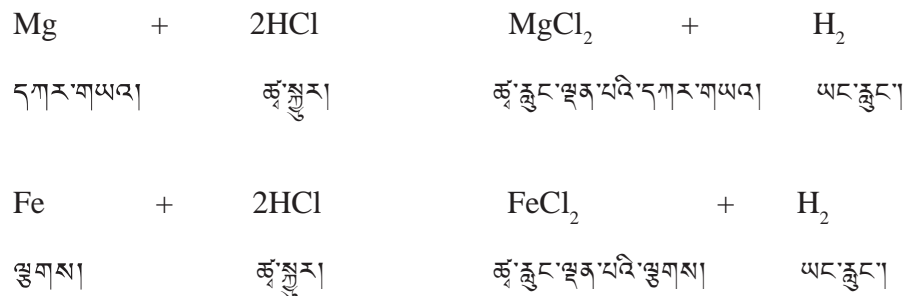 Mg + 2HCl MgCl₂ + H₂
དཀར་གཡའ། ཚྭ་སྐྱུར། ཚྭ་རླུང་ལྡན་པའི་དཀར་གཡའ། ཡང་རླུང་།
Fe + 2HCl FeCl₂ + H₂
ལྕགས། ཚྭ་སྐྱུར། ཚྭ་རླུང་ལྡན་པའི་ལྕགས། ཡང་རླུང་།